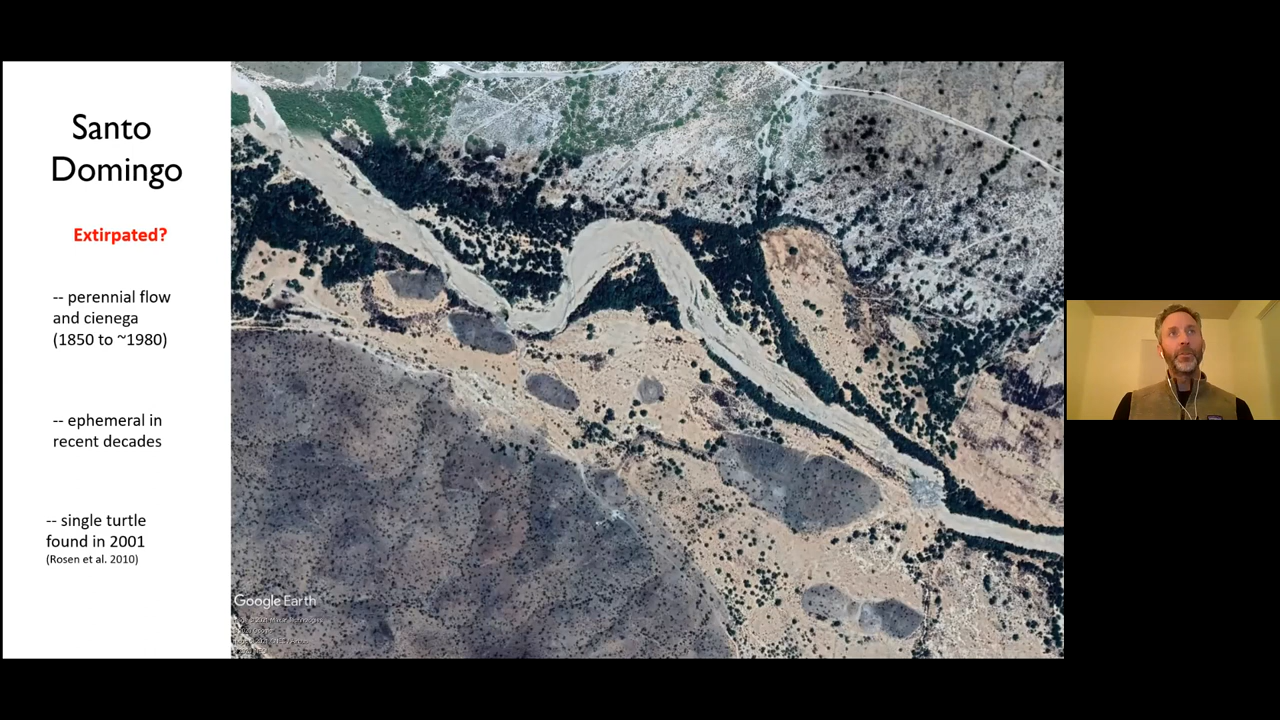 Santo
Domingo
Extirpated?
-- perennial flow
and cienega
(1850 to ~1980)
-- ephemeral in
recent decades
-- single turtle
found in 2001
(Rosen et al. 2010)
Google Earth